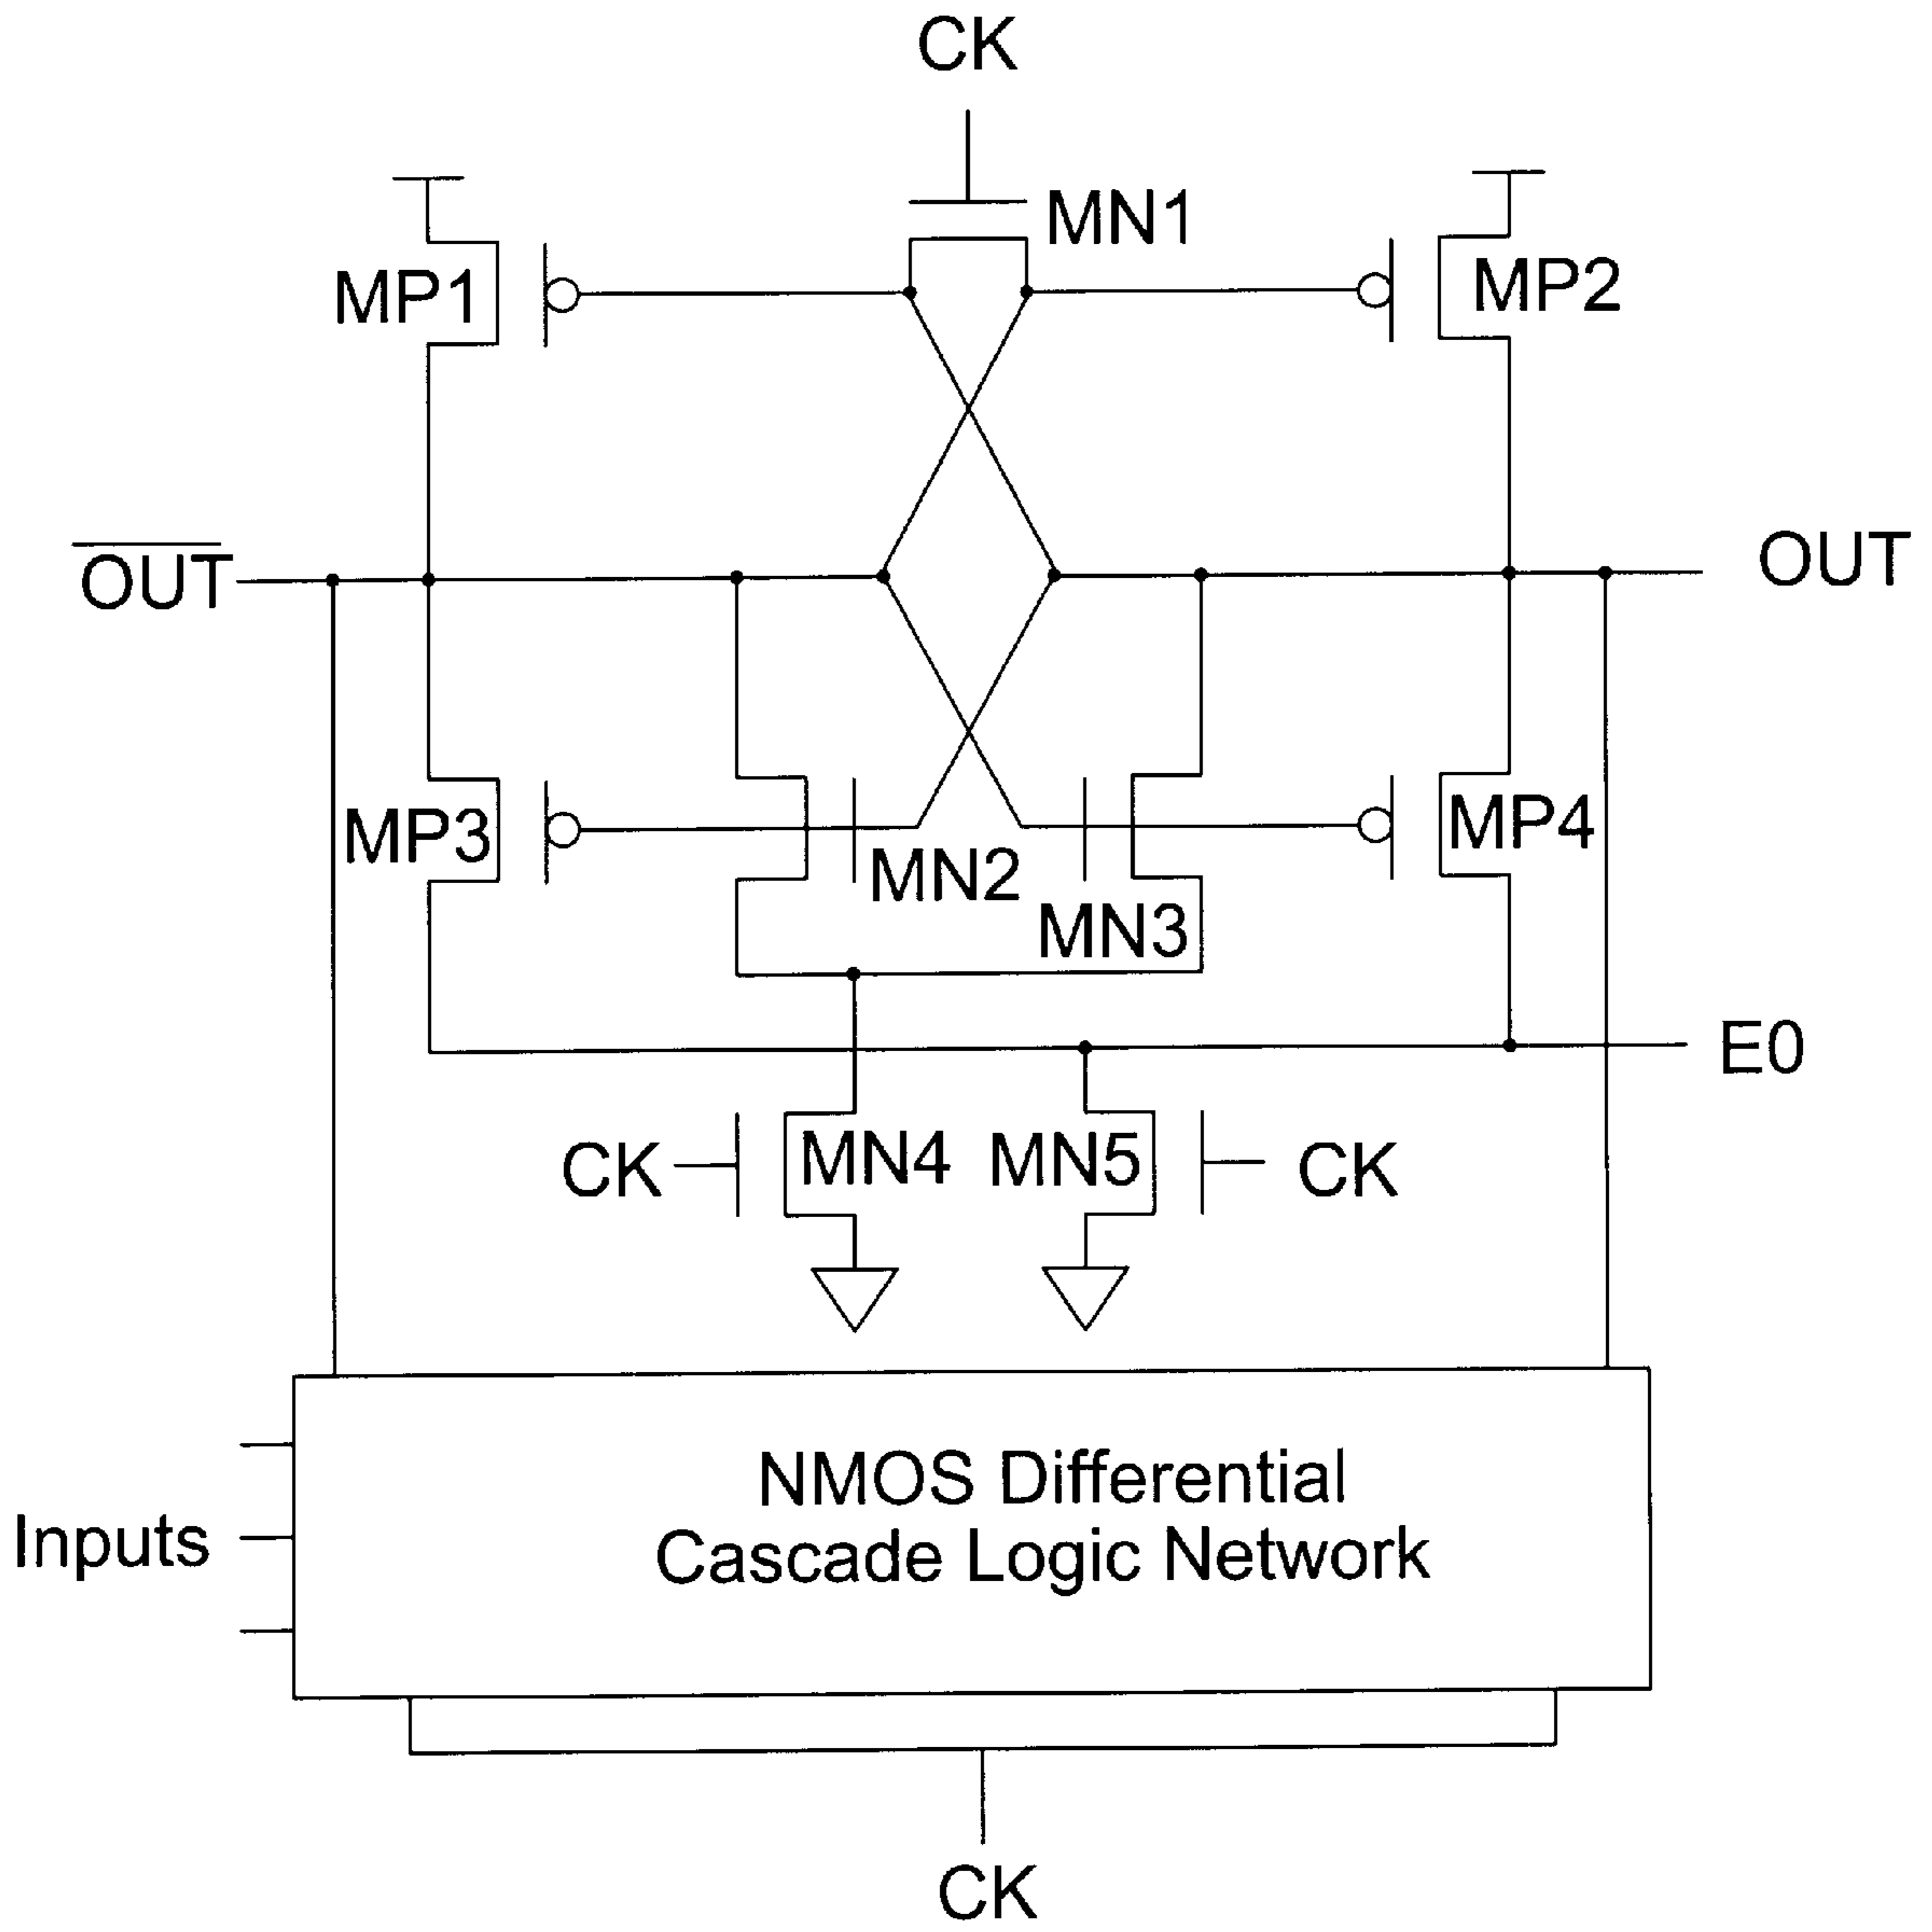 CK
MN1
MP1
MP2
OUT
OUT
MP3
MN2
MN3
MP4
E0
CK
MN4
MN5
CK
NMOS Differential
Cascade Logic Network
Inputs
CK